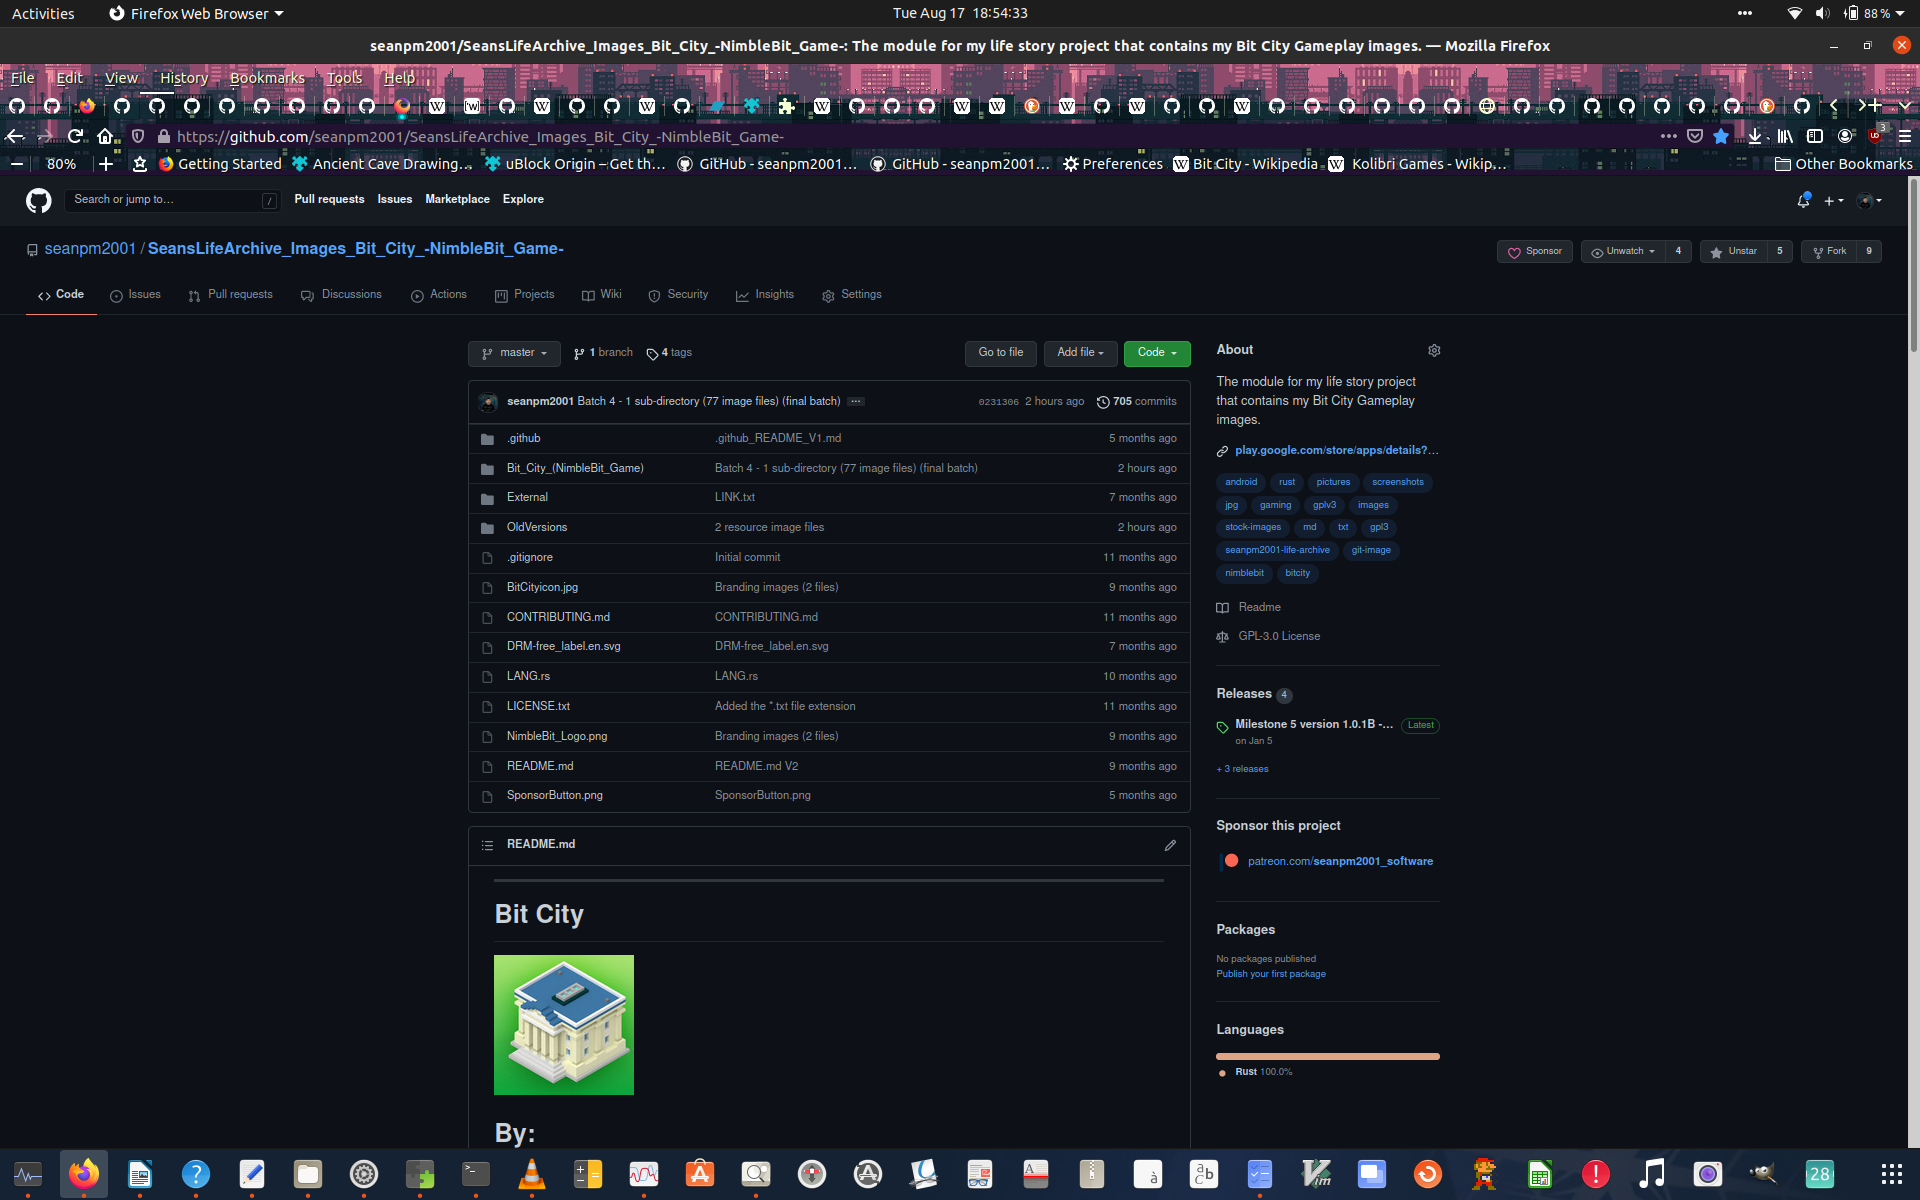 Activities
Firefox Web Browser
Tue Aug 17 18:54:33
88 %
seanpm2001/SeansLifeArchive_Images_Bit_City_-NimbleBit_Game-: The module for my life story project that contains my Bit City Gameplay images. — Mozilla Firefox
File Edit View History Bookmarks Tools Help
https://github.com/seanpm2001/SeansLifeArchive_Images_Bit_City_-NimbleBit_Game-
3
80%
Getting Started
Ancient Cave Drawing…
uBlock Origin – Get th…
GitHub - seanpm2001…
GitHub - seanpm2001…
Preferences
Bit City - Wikipedia
Kolibri Games - Wikip…
Other Bookmarks
Search or jump to…
/
Pull requests Issues Marketplace Explore
seanpm2001 / SeansLifeArchive_Images_Bit_City_-NimbleBit_Game-
Sponsor
Unwatch 4
Unstar 5
Fork 9
Code
Issues
Pull requests
Discussions
Actions
Projects
Wiki
Security
Insights
Settings
master
1 branch
4 tags
Go to file
Add file
Code
seanpm2001 Batch 4 - 1 sub-directory (77 image files) (final batch) ...
0231306 2 hours ago
705 commits
.github .github_README_V1.md 5 months ago
Bit_City_(NimbleBit_Game) Batch 4 - 1 sub-directory (77 image files) (final batch) 2 hours ago
External LINK.txt 7 months ago
OldVersions 2 resource image files 2 hours ago
.gitignore Initial commit 11 months ago
BitCityicon.jpg Branding images (2 files) 9 months ago
CONTRIBUTING.md CONTRIBUTING.md 11 months ago
DRM-free_label.en.svg DRM-free_label.en.svg 7 months ago
LANG.rs LANG.rs 10 months ago
LICENSE.txt Added the *.txt file extension 11 months ago
NimbleBit_Logo.png Branding images (2 files) 9 months ago
README.md README.md V2 9 months ago
SponsorButton.png SponsorButton.png 5 months ago
README.md
Bit City
By:
About
The module for my life story project
that contains my Bit City Gameplay
images.
play.google.com/store/apps/details?…
android rust pictures screenshots
jpg gaming gplv3 images
stock-images md txt gpl3
seanpm2001-life-archive git-image
nimblebit bitcity
Readme
GPL-3.0 License
Releases 4
Milestone 5 version 1.0.1B -… Latest
on Jan 5
+ 3 releases
Sponsor this project
patreon.com/seanpm2001_software
Packages
No packages published
Publish your first package
Languages
Rust 100.0%
28